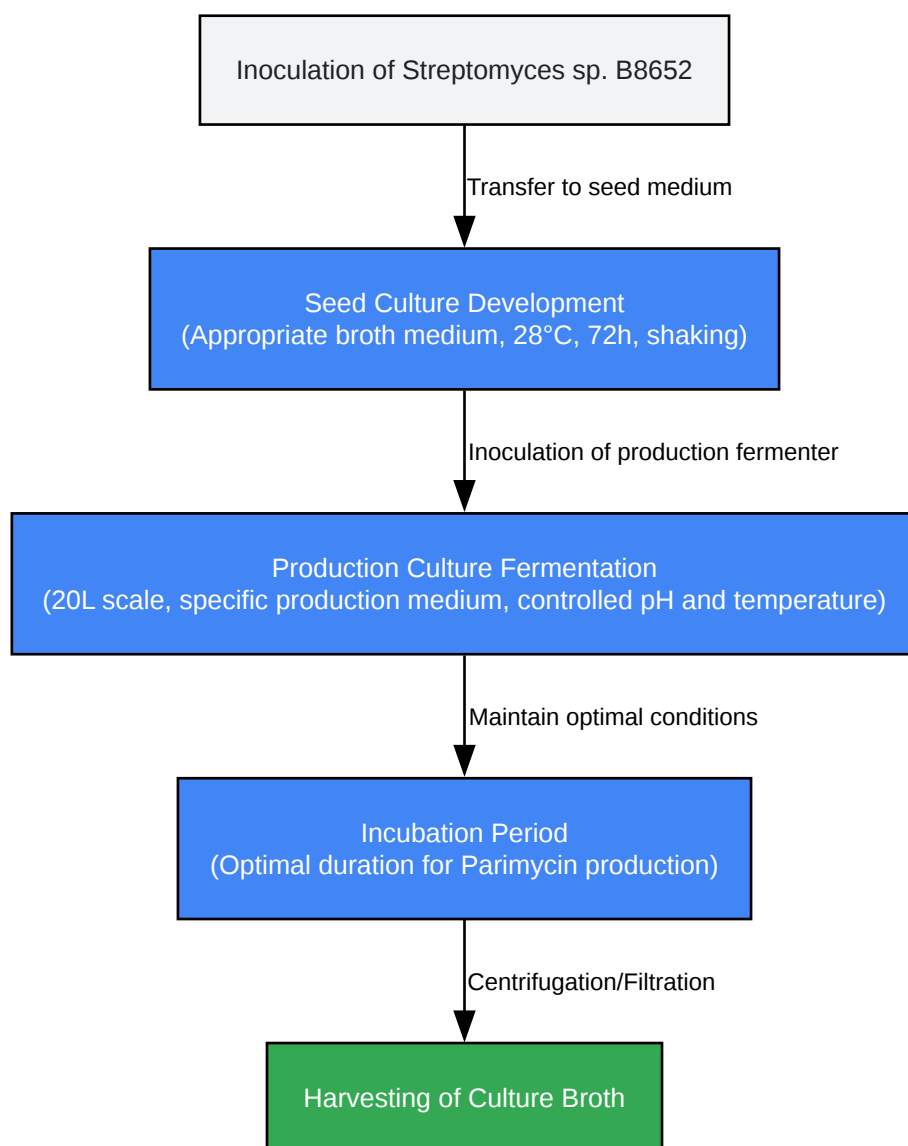 Inoculation of Streptomyces sp. B8652
Transfer to seed medium
Seed Culture Development
(Appropriate broth medium, 28°C, 72h, shaking)
Inoculation of production fermenter
Production Culture Fermentation
(20L scale, specific production medium, controlled pH and temperature)
Maintain optimal conditions
Incubation Period
(Optimal duration for Parimycin production)
Centrifugation/Filtration
Harvesting of Culture Broth